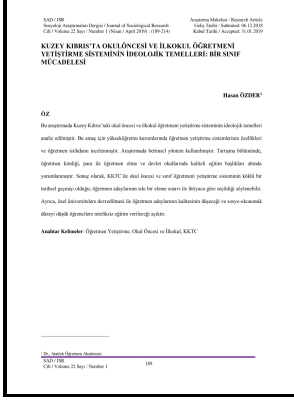 SAD / JSR
Sosyoloji Araştırmaları Dergisi / Journal of Sociological Research
Cilt / Volume 22 Sayı / Number 1 (Nisan / April 2019) : (189-214)
Araştırma Makalesi / Research Article
Geliş Tarihi / Submitted: 06.12.2018
Kabul Tarihi / Accepted: 31.01.2019
KUZEY KIBRIS'TA OKULÖNCESİ VE İLKOKUL ÖĞRETMENİ
YETİŞTİRME SİSTEMİNİN İDEOLOJİK TEMELLERİ: BİR SINIF
MÜCADELESİ
Hasan ÖZDER¹
ÖZ
Bu araştırmada Kuzey Kıbrıs'taki okul öncesi ve ilkokul öğretmeni yetiştirme sisteminin ideolojik temelleri
analiz edilmiştir. Bu amaç için yükseköğretim kurumlarında öğretmen yetiştirme sistemlerinin özellikleri
ve öğretmen istihdamı incelenmiştir. Araştırmada betimsel yöntem kullanılmıştır. Tartışma bölümünde,
öğretmen kimliği, para ile öğretmen olma ve devlet okullarında kaliteli eğitim başlıkları altında
yorumlanmıştır. Sonuç olarak, KKTC'de okul öncesi ve sınıf öğretmeni yetiştirme sisteminin köklü bir
tarihsel geçmişi olduğu; öğretmen adaylarının sıkı bir eleme sınavı ile ihtiyaca göre seçildiği söylenebilir.
Ayrıca, özel üniversitelere devredilmesi ile öğretmen adaylarının kalitesinin düşeceği ve sosyo-ekonomik
düzeyi düşük öğrencilere niteliksiz eğitim verileceği açıktır.
Anahtar Kelimeler: Öğretmen Yetiştirme, Okul Öncesi ve İlkokul, KKTC
¹ Dr., Atatürk Öğretmen Akademisi
SAD / JSR
Cilt / Volume 22 Sayı / Number 1
189